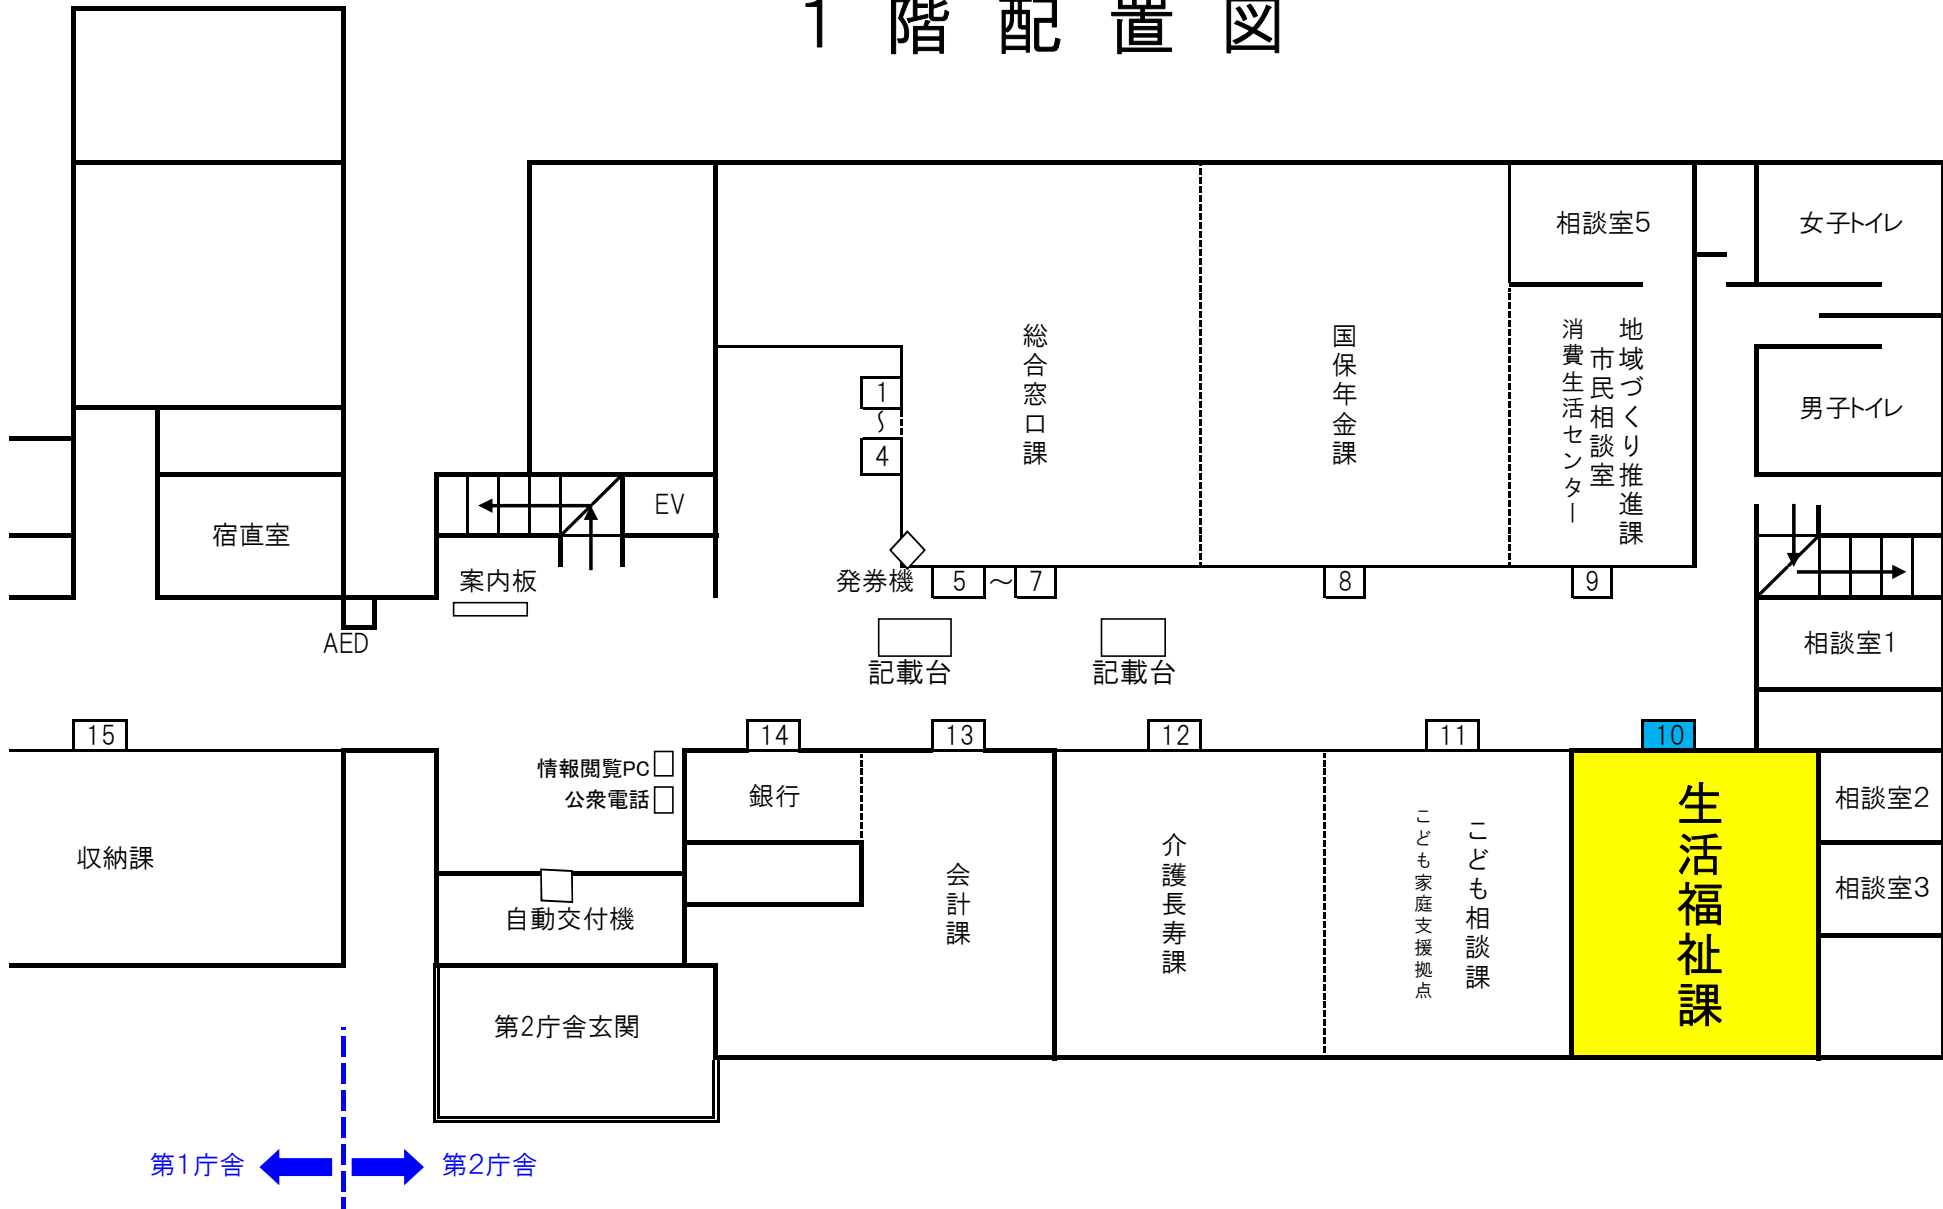 1階配置図
相談室5
女子トイレ
総合窓口課
国保年金課
地域づくり推進課
市民相談室
消費生活センター
男子トイレ
1
～
4
EV
宿直室
案内板
発券機
5
～
7
8
9
AED
記載台
記載台
相談室1
15
14
13
12
11
10
情報閲覧PC
公衆電話
銀行
収納課
自動交付機
会計課
介護長寿課
こども相談課
こども家庭支援拠点
生活福祉課
相談室2
相談室3
第2庁舎玄関
第1庁舎
第2庁舎